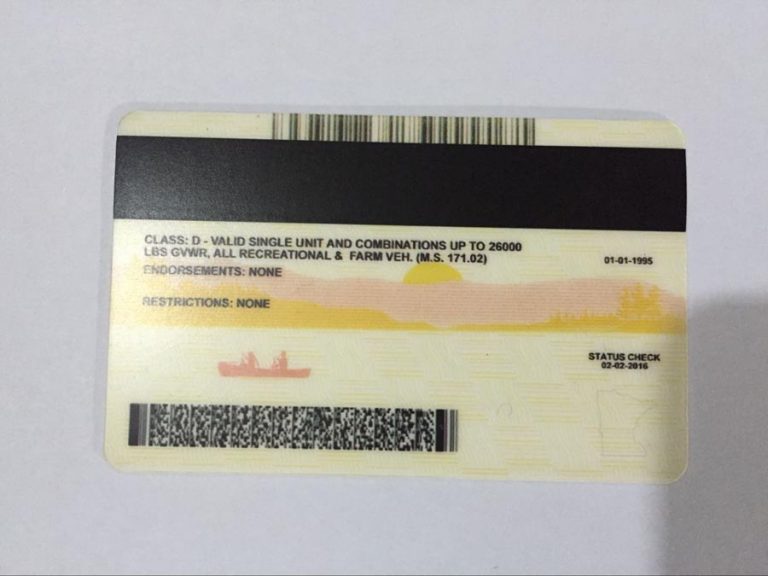 CLASS: D - VALID SINGLE UNIT AND COMBINATIONS UP TO 26000
LBS GVWR, ALL RECREATIONAL & FARM VEH. (M.S. 171.02)
01-01-1995
ENDORSEMENTS: NONE
RESTRICTIONS: NONE
STATUS CHECK
02-02-2016